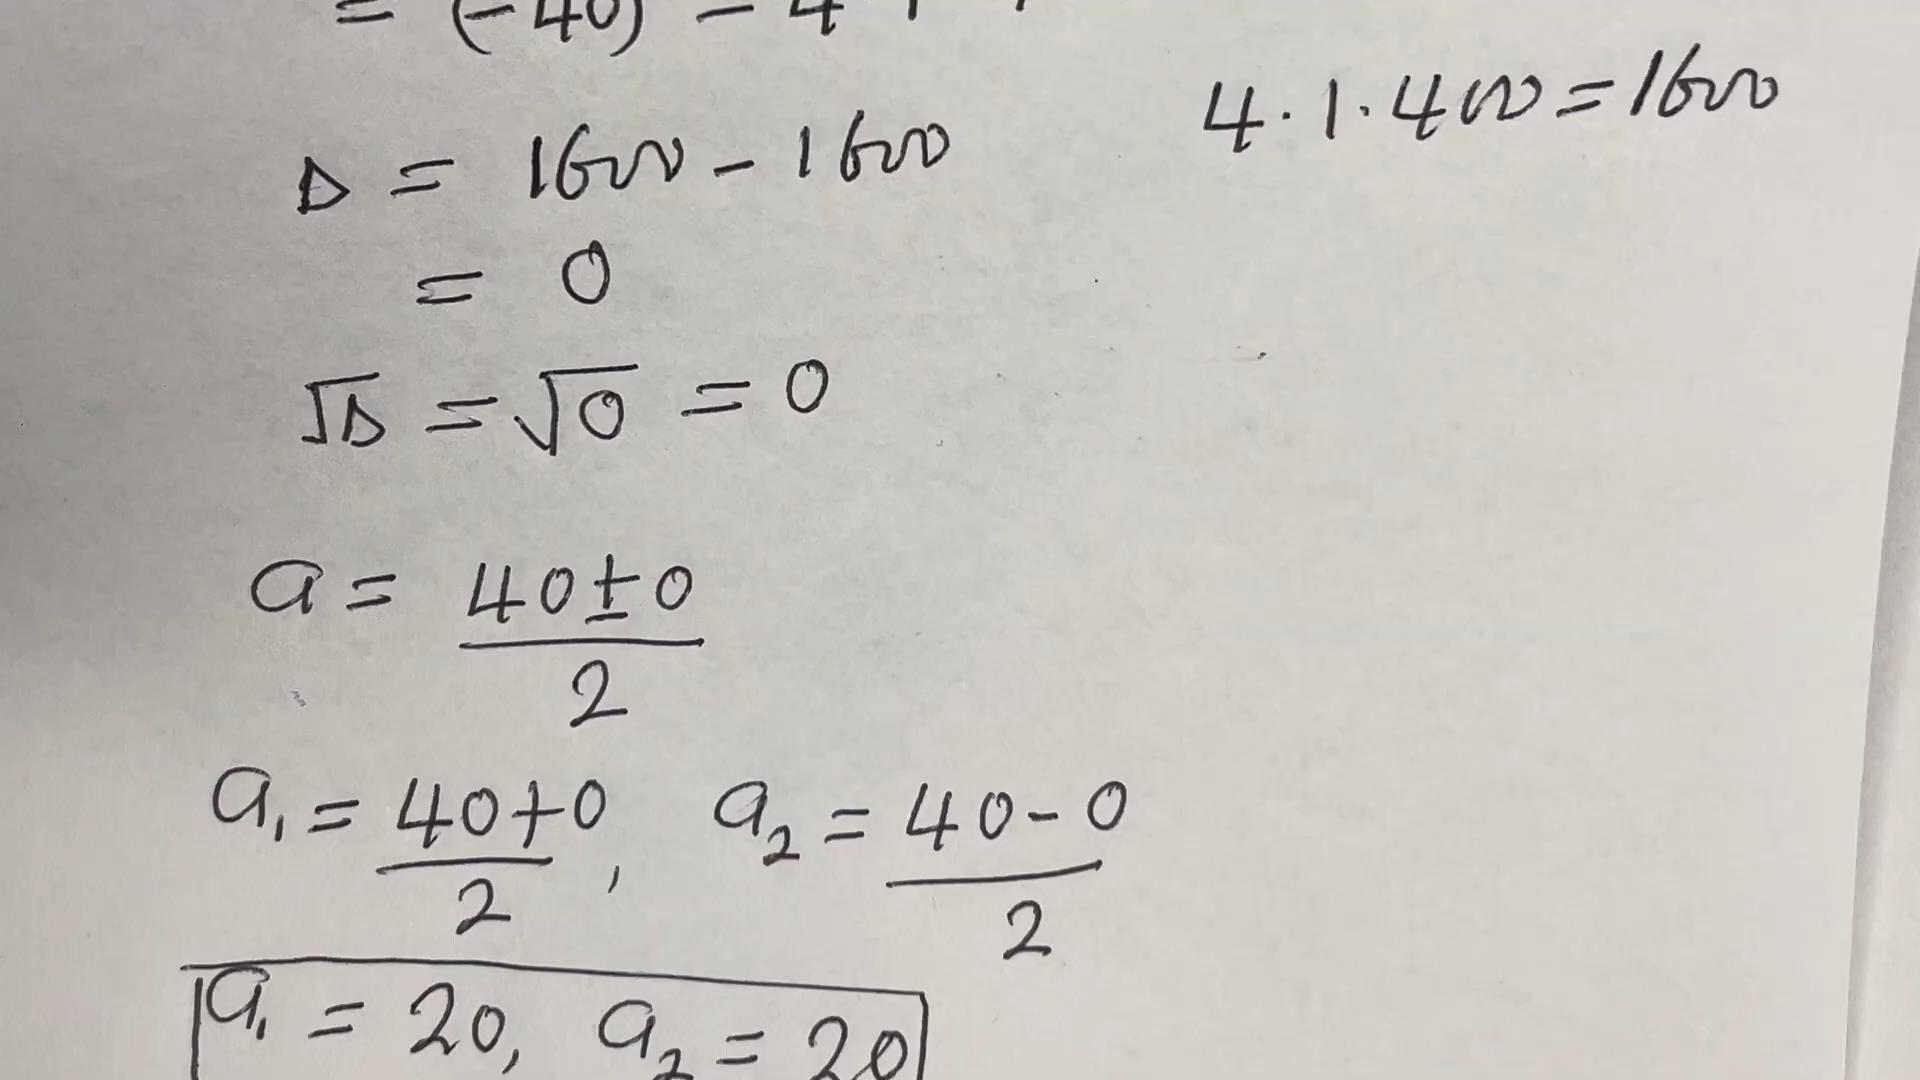 = (-40) - 4
4·1·400=1600
Δ = 1600 - 1600
= 0
√Δ = √0 = 0
a = (40±0)/2
a₁ = (40+0)/2, a₂ = (40-0)/2
a₁ = 20, a₂ = 20